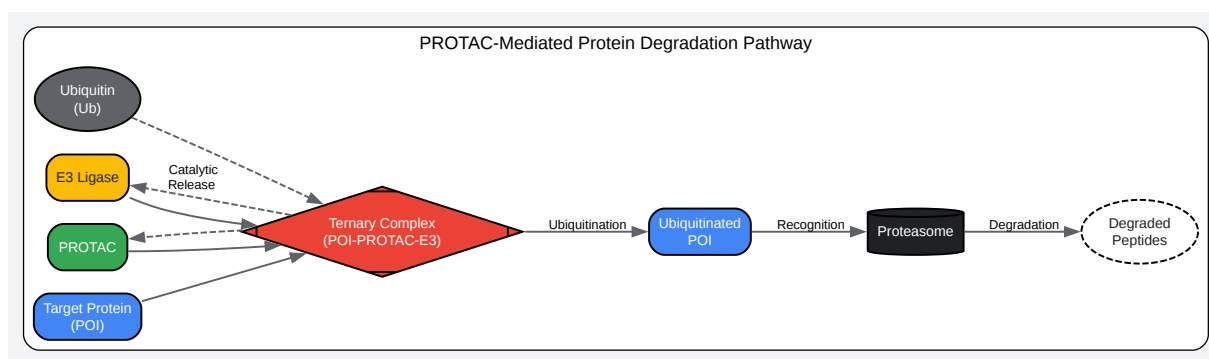 PROTAC-Mediated Protein Degradation Pathway
Ubiquitin
(Ub)
E3 Ligase
Catalytic
Release
PROTAC
Target Protein
(POI)
Ternary Complex
(POI-PROTAC-E3)
Ubiquitination
Ubiquitinated
POI
Recognition
Proteasome
Degradation
Degraded
Peptides